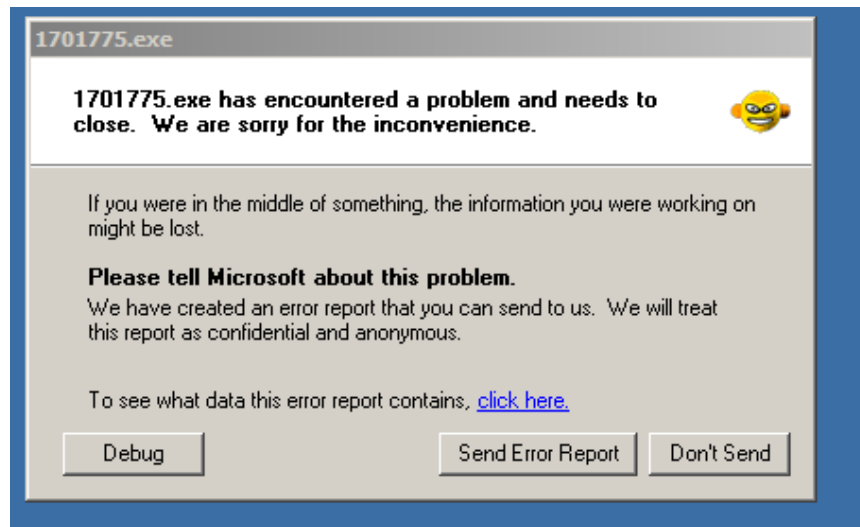 1701775.exe
1701775.exe has encountered a problem and needs to
close.  We are sorry for the inconvenience.
If you were in the middle of something, the information you were working on
might be lost.
Please tell Microsoft about this problem.
We have created an error report that you can send to us.  We will treat
this report as confidential and anonymous.
To see what data this error report contains, click here.
Debug
Send Error Report
Don't Send